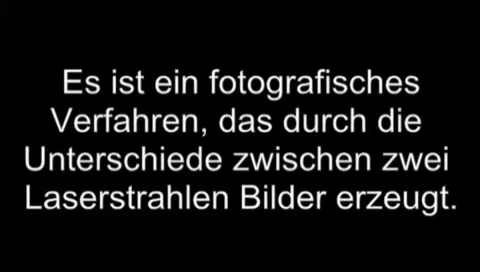 Es ist ein fotografisches
Verfahren, das durch die
Unterschiede zwischen zwei
Laserstrahlen Bilder erzeugt.